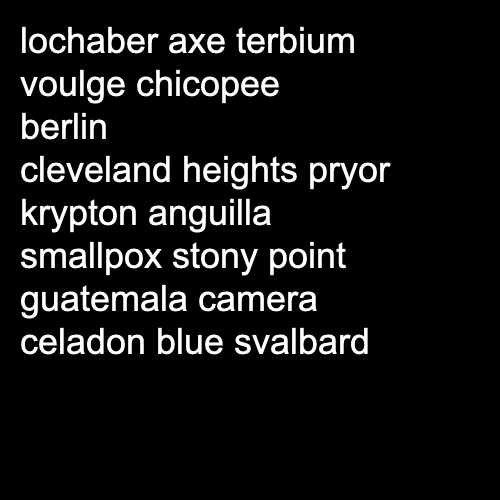 lochaber axe terbium
voulge chicopee
berlin
cleveland heights pryor
krypton anguilla
smallpox stony point
guatemala camera
celadon blue svalbard